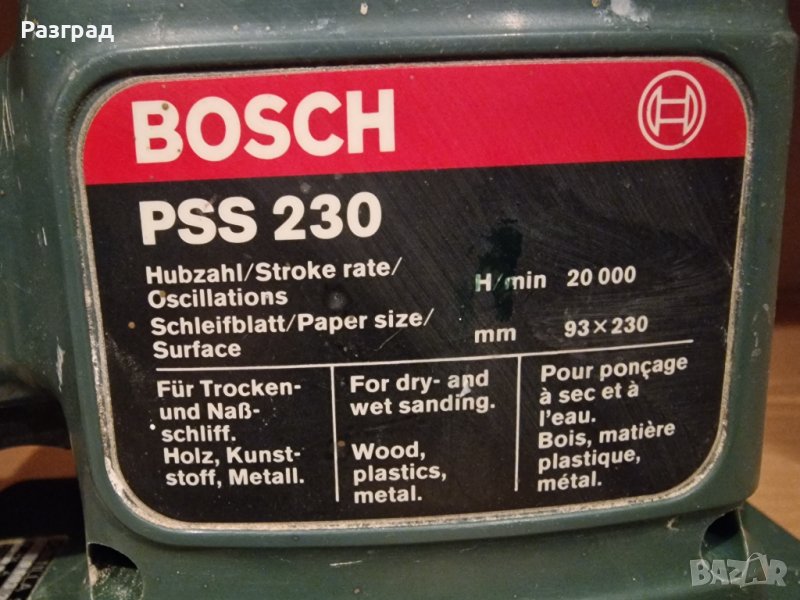 Разград
BOSCH
PSS 230
Hubzahl/Stroke rate/
Oscillations
H/min 20 000
Schleifblatt/Paper size/
Surface
mm 93×230
Für Trocken-
und Naß-
schliff.
Holz, Kunst-
stoff, Metall.
For dry- and
wet sanding.
Wood,
plastics,
metal.
Pour ponçage
à sec et à
l'eau.
Bois, matière
plastique,
métal.
BAZAR